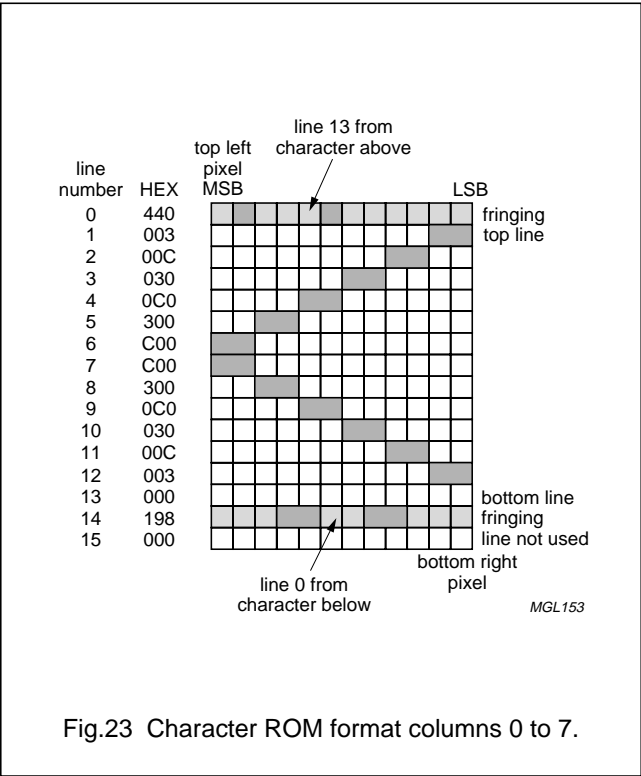 line 13 from
character above
top left
pixel
MSB
LSB
line
number HEX
0 440 fringing
1 003 top line
2 00C
3 030
4 0C0
5 300
6 C00
7 C00
8 300
9 0C0
10 030
11 00C
12 003
13 000 bottom line
14 198 fringing
15 000 line not used
bottom right
pixel
line 0 from
character below
MGL153
Fig.23 Character ROM format columns 0 to 7.